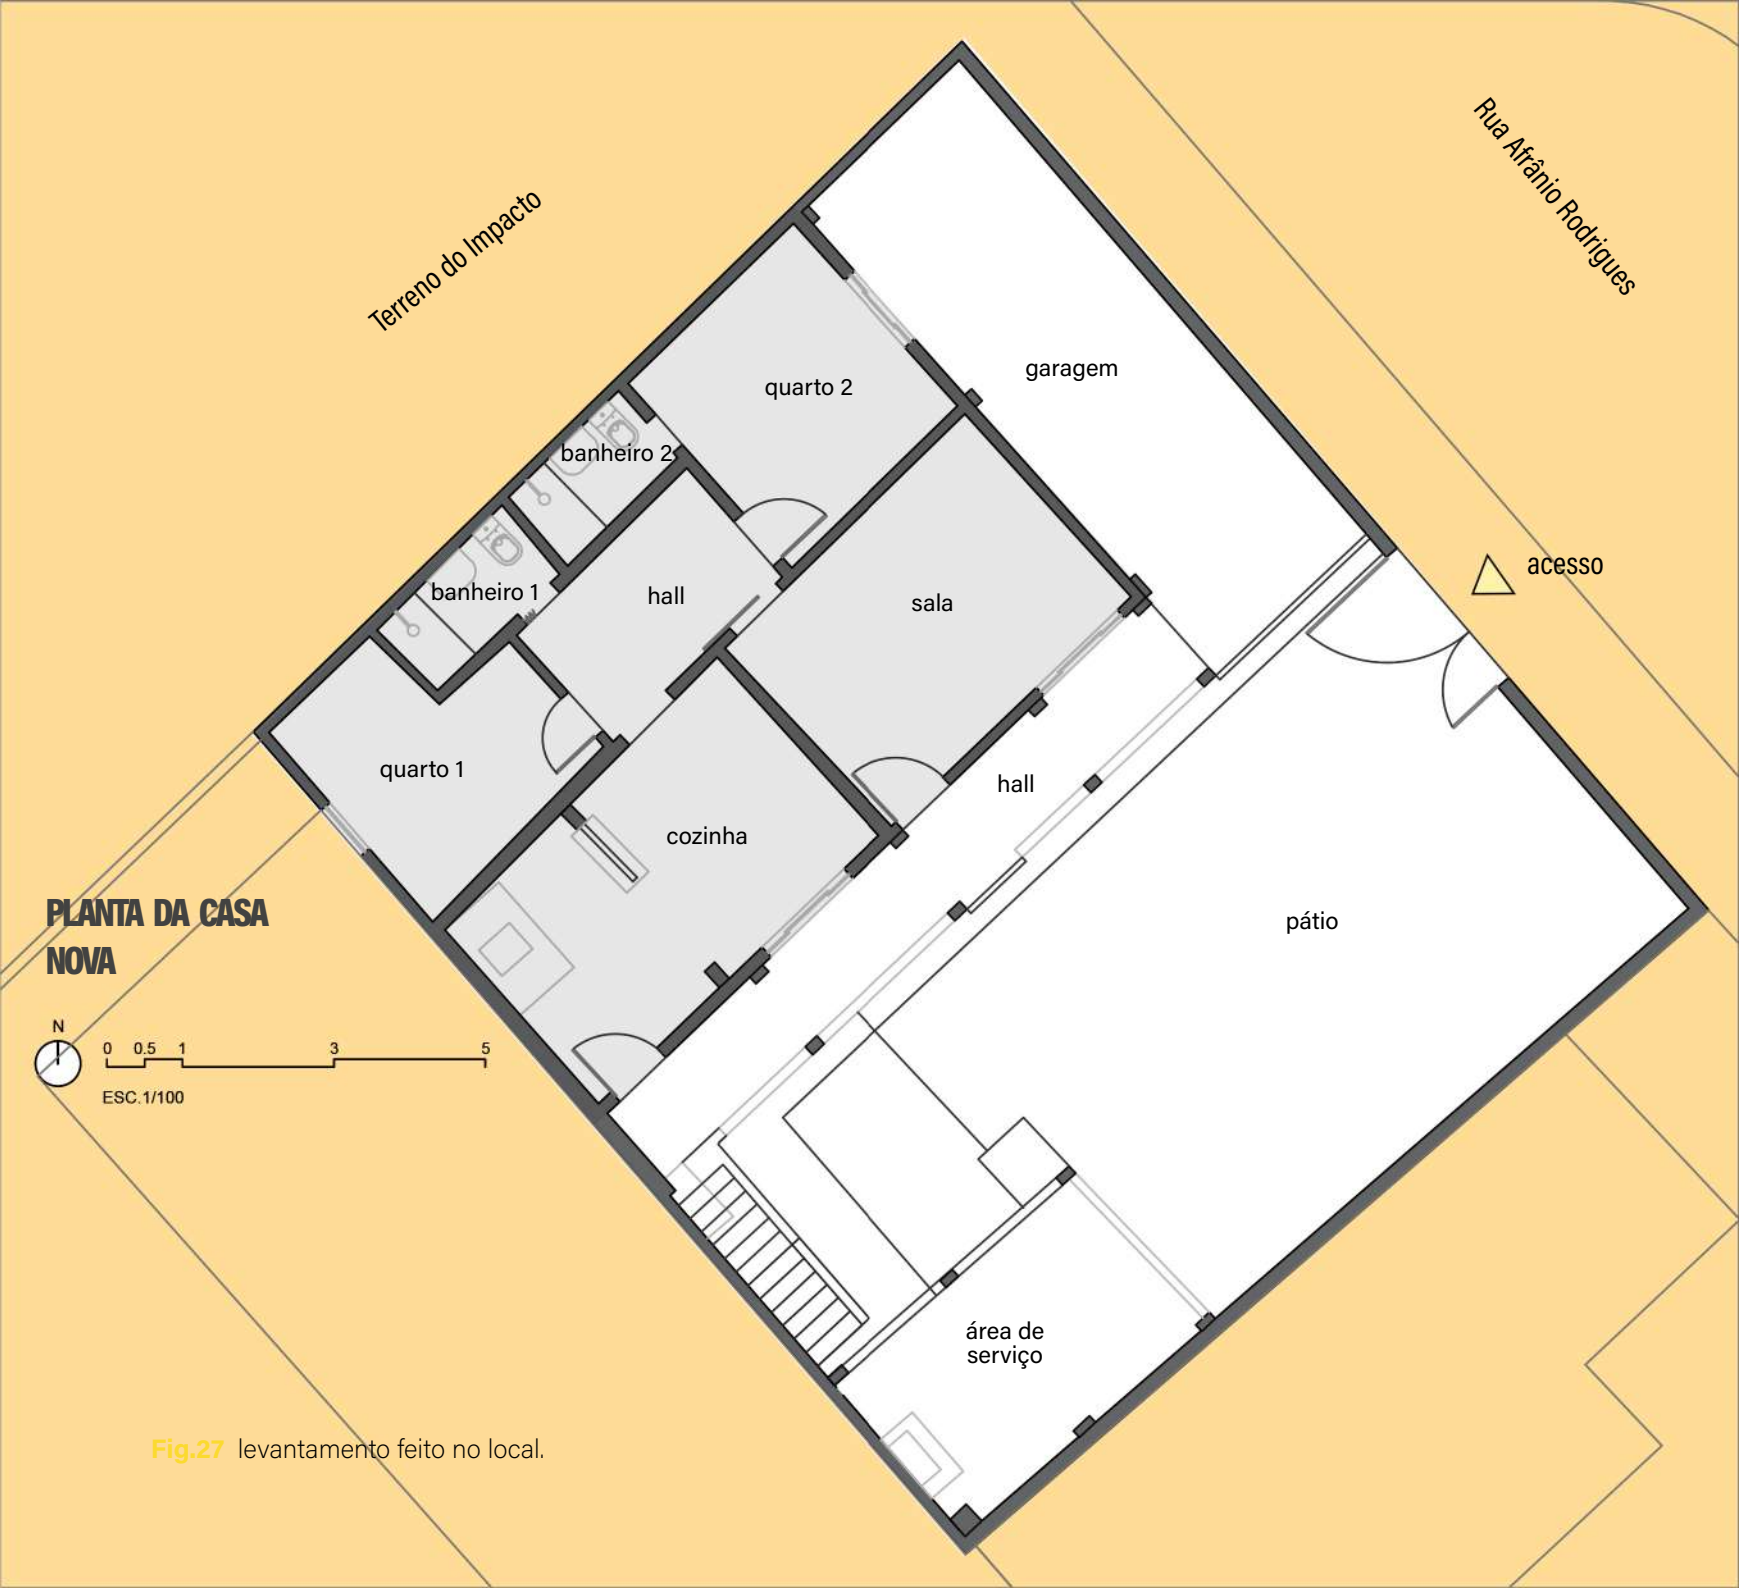 Rua Afrânio Rodrigues
Terreno do Impacto
garagem
quarto 2
banheiro 2
acesso
banheiro 1
hall
sala
quarto 1
hall
cozinha
PLANTA DA CASA
NOVA
pátio
N
0 0.5 1 3 5
ESC.1/100
área de
serviço
Fig.27 levantamento feito no local.